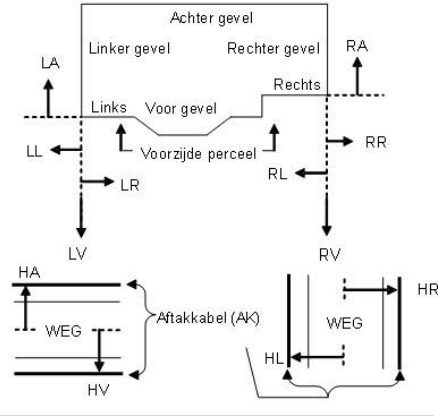 Achter gevel
Linker gevel Rechter gevel
LA RA
Links Voor gevel Rechts
LL Voorzijde perceel RR
LR RL
LV RV
HA HR
WEG Aftakkabel (AK) WEG
HL
HV